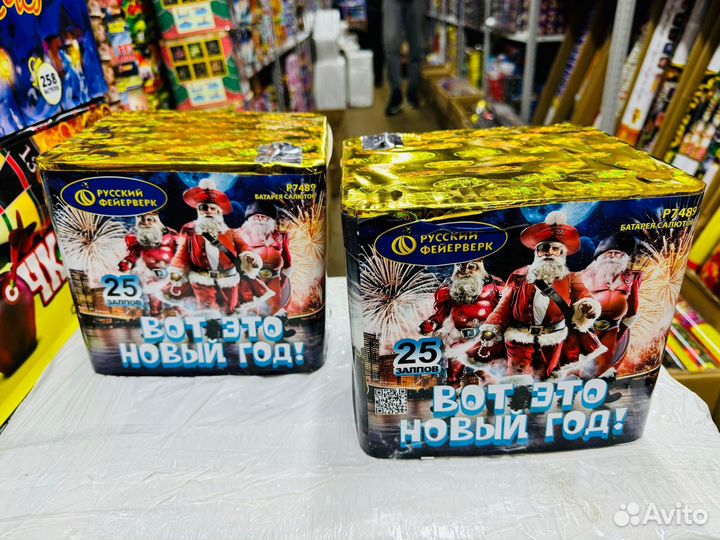 258
РУССКИЙ
ФЕЙЕРВЕРК
Р7489
БАТАРЕЯ САЛЮТОВ
25
ЗАЛПОВ
ВОТ ЭТО
НОВЫЙ ГОД!
РУССКИЙ
ФЕЙЕРВЕРК
Р7489
БАТАРЕЯ САЛЮТОВ
25
ЗАЛПОВ
ВОТ ЭТО
НОВЫЙ ГОД!
Avito